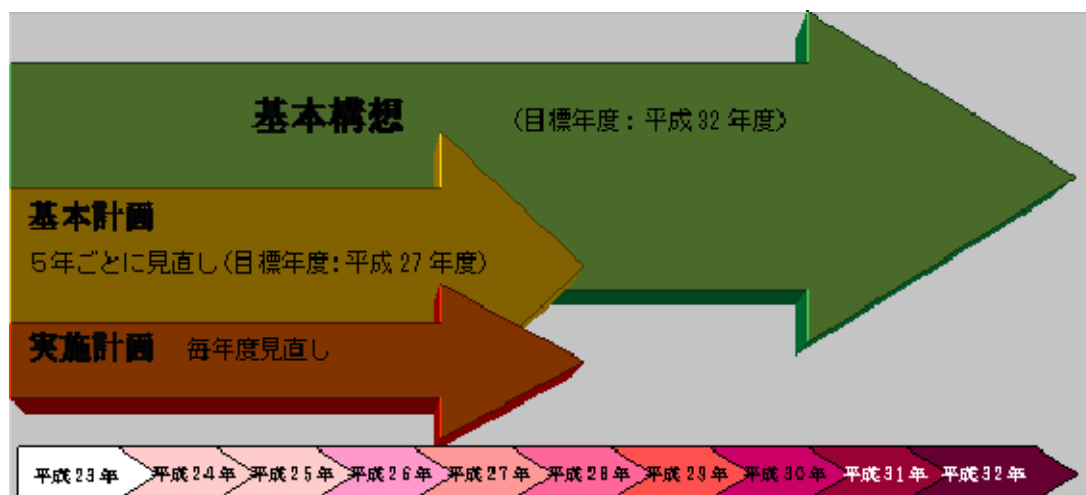 基本構想 (目標年度：平成32年度)
基本計画
5年ごとに見直し(目標年度：平成27年度)
実施計画 毎年度見直し
平成23年 平成24年 平成25年 平成26年 平成27年 平成28年 平成29年 平成30年 平成31年 平成32年